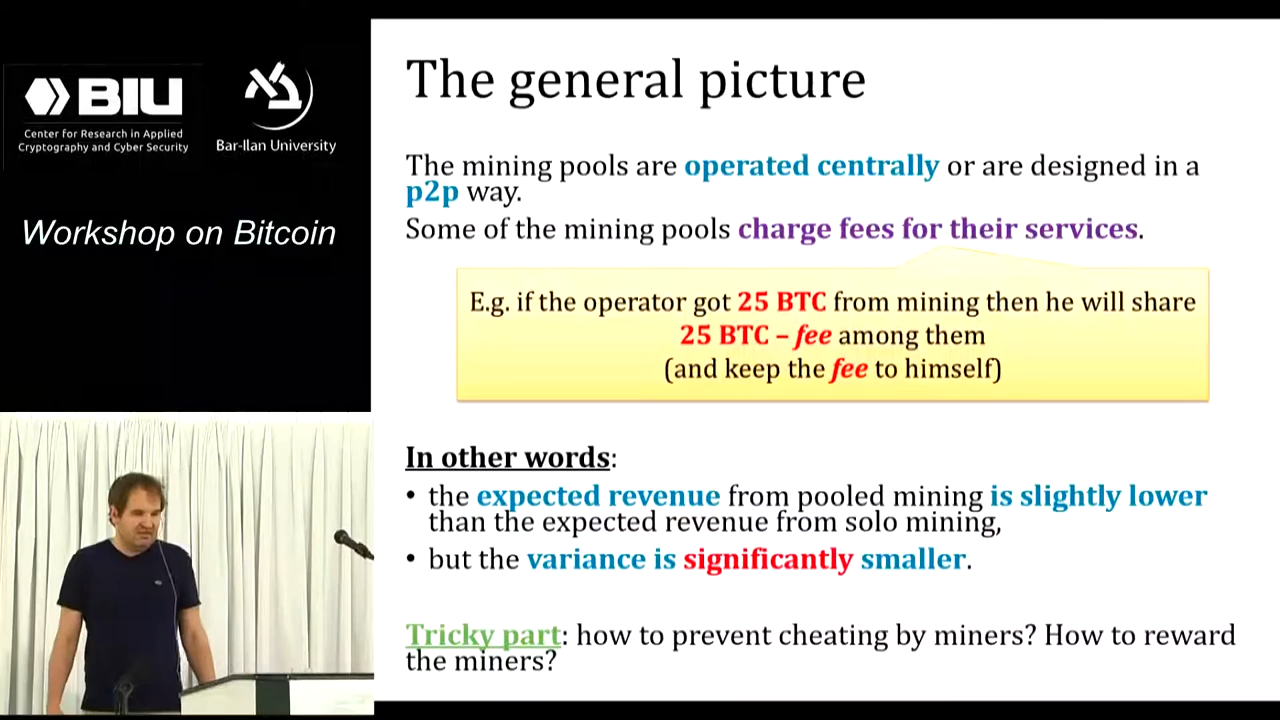 BIU
Center for Research in Applied
Cryptography and Cyber Security
Bar-Ilan University
Workshop on Bitcoin
The general picture
The mining pools are operated centrally or are designed in a
p2p way.
Some of the mining pools charge fees for their services.
E.g. if the operator got 25 BTC from mining then he will share
25 BTC – fee among them
(and keep the fee to himself)
In other words:
• the expected revenue from pooled mining is slightly lower
than the expected revenue from solo mining,
• but the variance is significantly smaller.
Tricky part: how to prevent cheating by miners? How to reward
the miners?